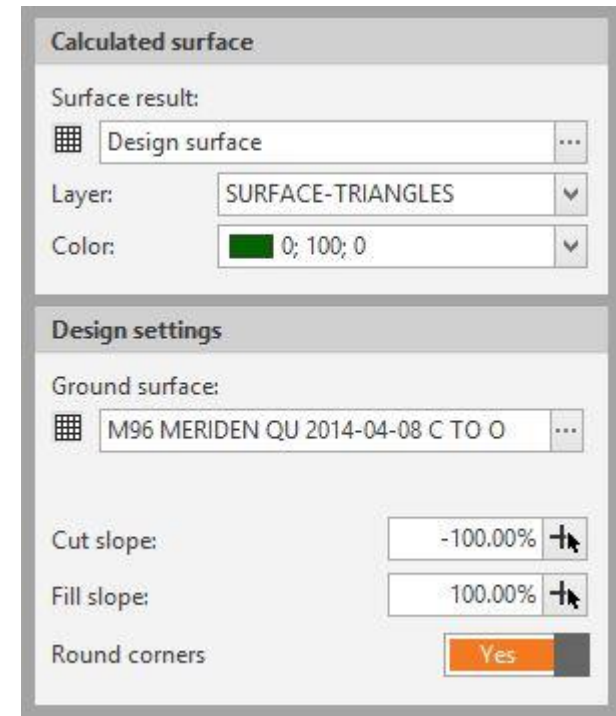 Calculated surface
Surface result:
Design surface ...
Layer: SURFACE-TRIANGLES
Color: 0; 100; 0
Design settings
Ground surface:
M96 MERIDEN QU 2014-04-08 C TO O ...
Cut slope: -100.00%
Fill slope: 100.00%
Round corners Yes